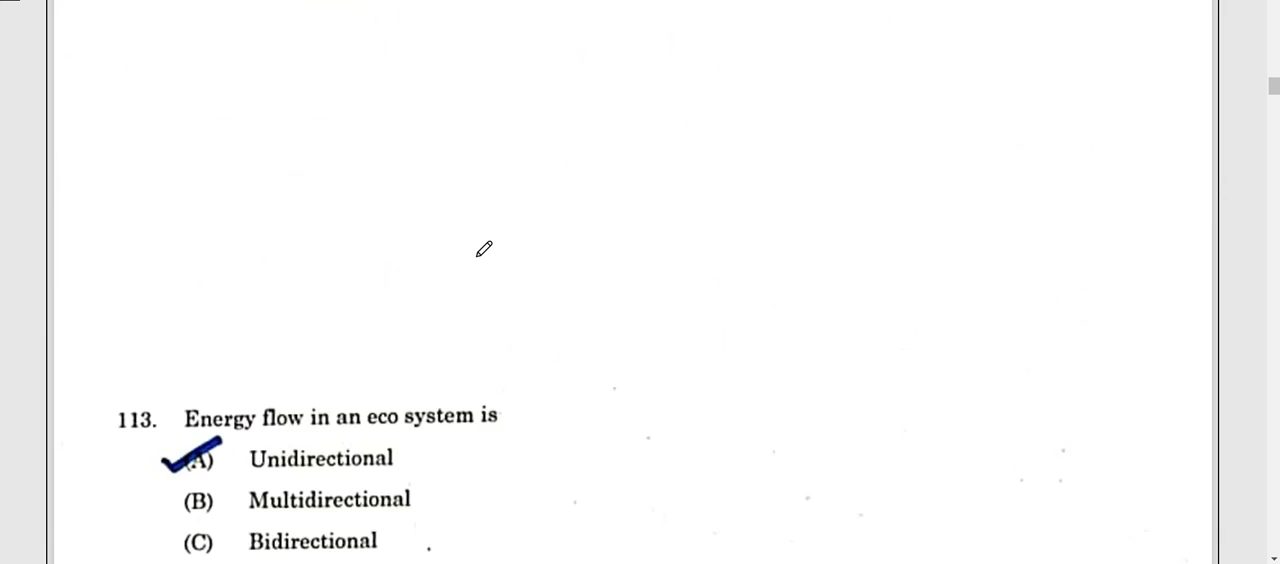 113. Energy flow in an eco system is
(A) Unidirectional
(B) Multidirectional
(C) Bidirectional